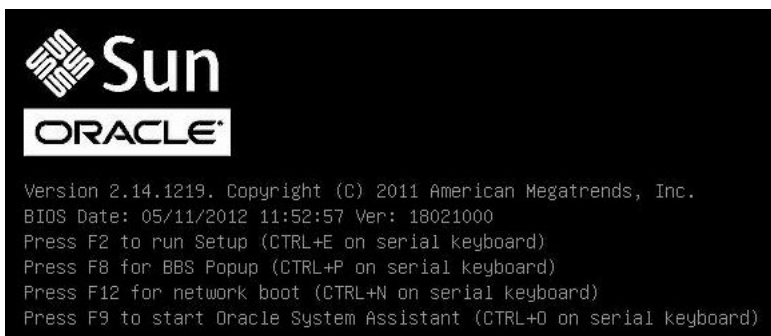 Sun
ORACLE
Version 2.14.1219. Copyright (C) 2011 American Megatrends, Inc.
BIOS Date: 05/11/2012 11:52:57 Ver: 18021000
Press F2 to run Setup (CTRL+E on serial keyboard)
Press F8 for BBS Popup (CTRL+P on serial keyboard)
Press F12 for network boot (CTRL+N on serial keyboard)
Press F9 to start Oracle System Assistant (CTRL+O on serial keyboard)